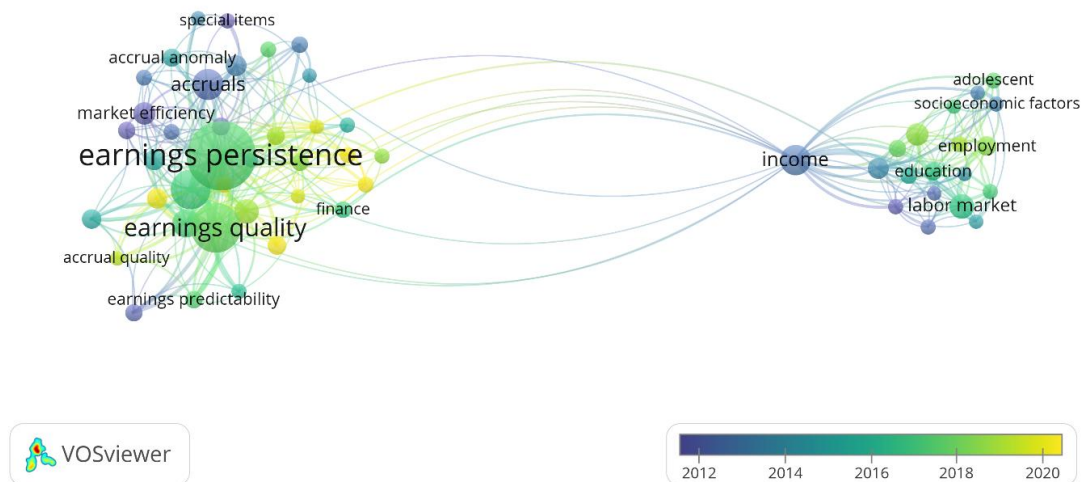 special items
accrual anomaly
accruals
market efficiency
earnings persistence
finance
earnings quality
accrual quality
earnings predictability
income
adolescent
socioeconomic factors
employment
education
labor market
VOSviewer
2012 2014 2016 2018 2020